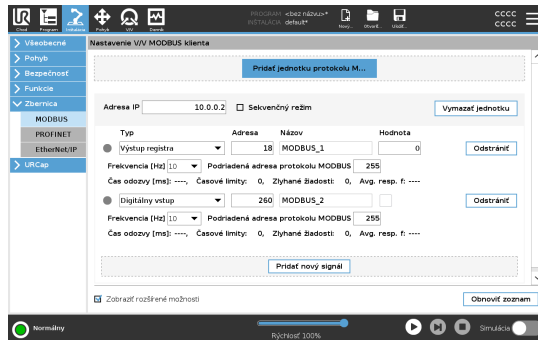 PROGRAM <bez názvu>*
INŠTALÁCIA default*
cccc
cccc
Chod Program Inštalácia Pohyb V/V Denník Nový... Otvoriť... Uložiť...
Všeobecné
Pohyb
Bezpečnosť
Funkcie
Zbernica
MODBUS
PROFINET
EtherNet/IP
URCap
Nastavenie V/V MODBUS klienta
Pridať jednotku protokolu M...
Adresa IP 10.0.0.2 Sekvenčný režim Vymazať jednotku
Typ Adresa Názov Hodnota
Výstup registra 18 MODBUS_1 0 Odstrániť
Frekvencia [Hz] 10 Podriadená adresa protokolu MODBUS 255
Čas odozvy [ms]: ----, Časové limity: 0, Zlyhané žiadosti: 0, Avg. resp. f: ----
Digitálny vstup 260 MODBUS_2 Odstrániť
Frekvencia [Hz] 10 Podriadená adresa protokolu MODBUS 255
Čas odozvy [ms]: ----, Časové limity: 0, Zlyhané žiadosti: 0, Avg. resp. f: ----
Pridať nový signál
Zobraziť rozšírené možnosti Obnoviť zoznam
Normálny
Rýchlosť 100%
Simulácia